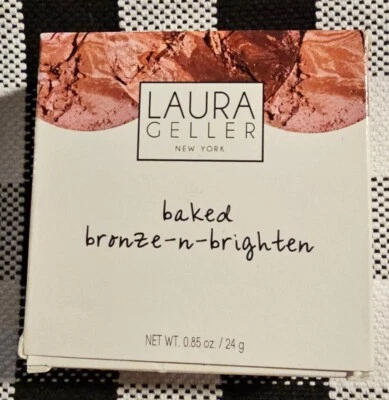 LAURA
GELLER
NEW YORK
baked
bronze-n-brighten
NET WT. 0.85 oz. / 24 g